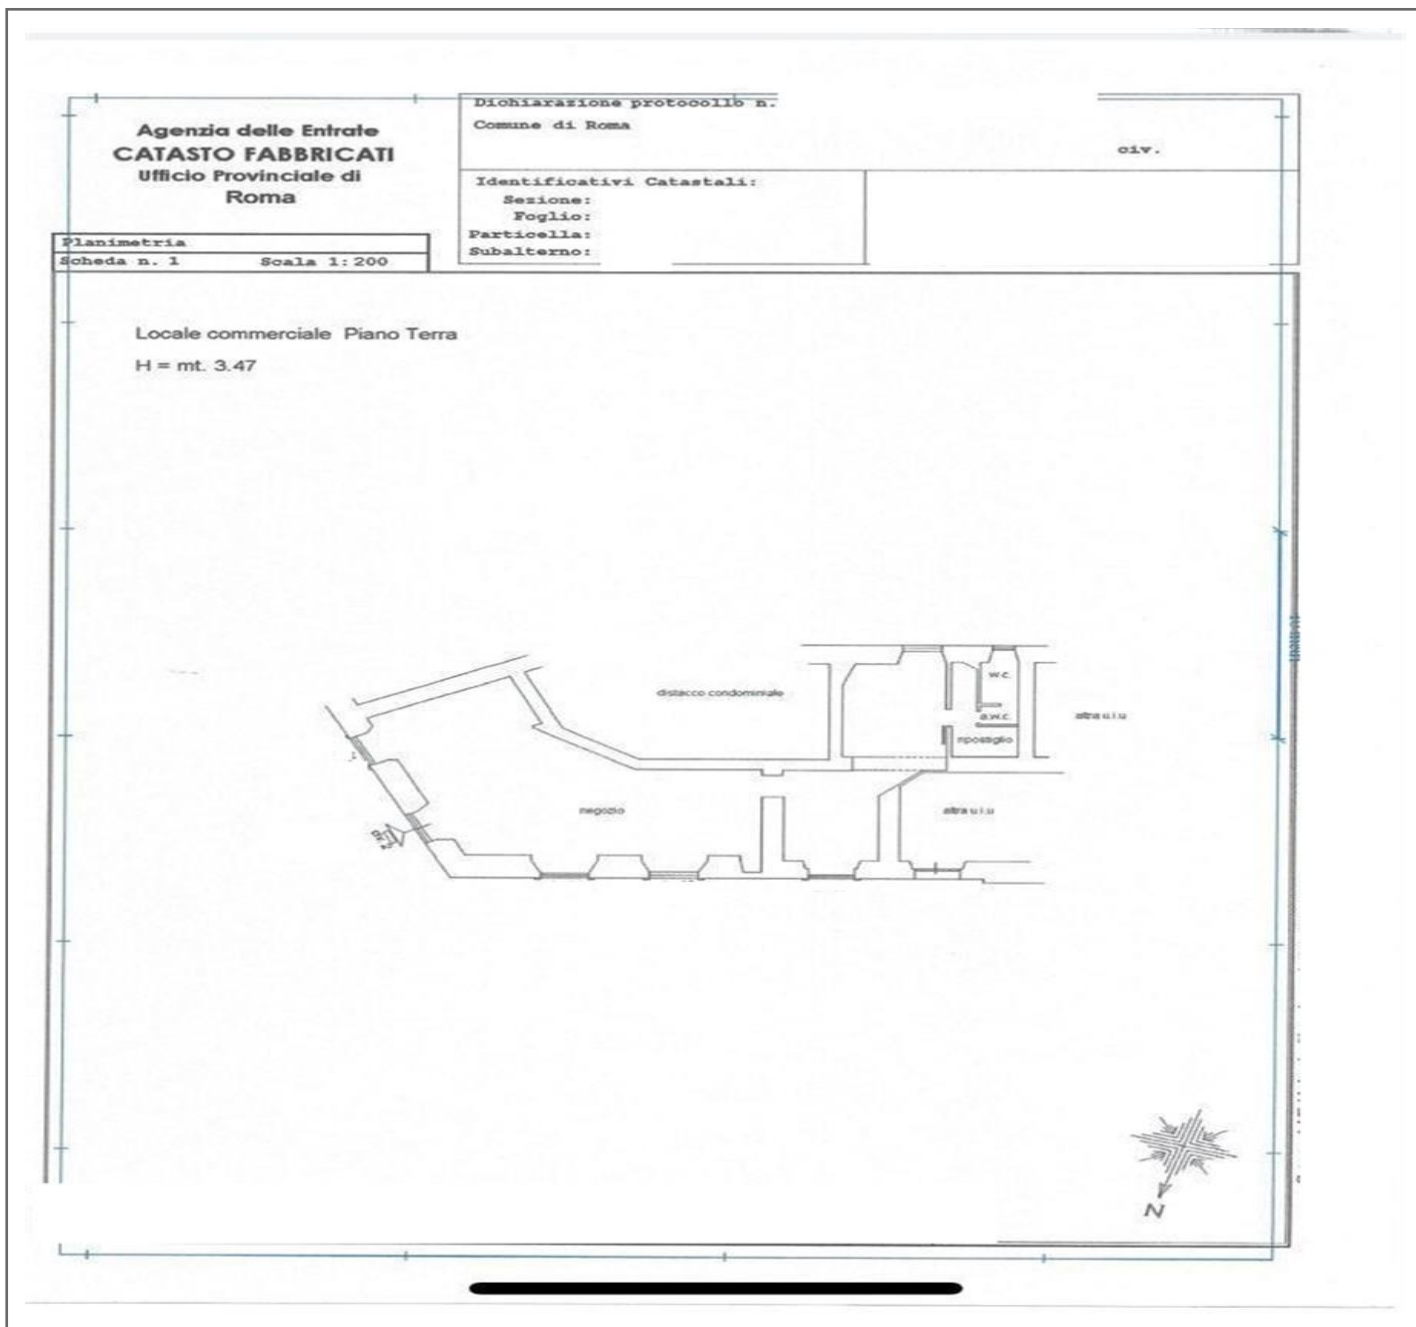 Agenzia delle Entrate
CATASTO FABBRICATI
Ufficio Provinciale di
Roma
Dichiarazione protocollo n.
Comune di Roma
civ.
Identificativi Catastali:
Sezione:
Foglio:
Particella:
Subalterno:
Planimetria
Scheda n. 1 Scala 1:200
Locale commerciale Piano Terra
H = mt. 3.47
distacco condominiale
w.c.
a.w.c.
ripostiglio
altra u.i.u
negozio
altra u.i.u
N